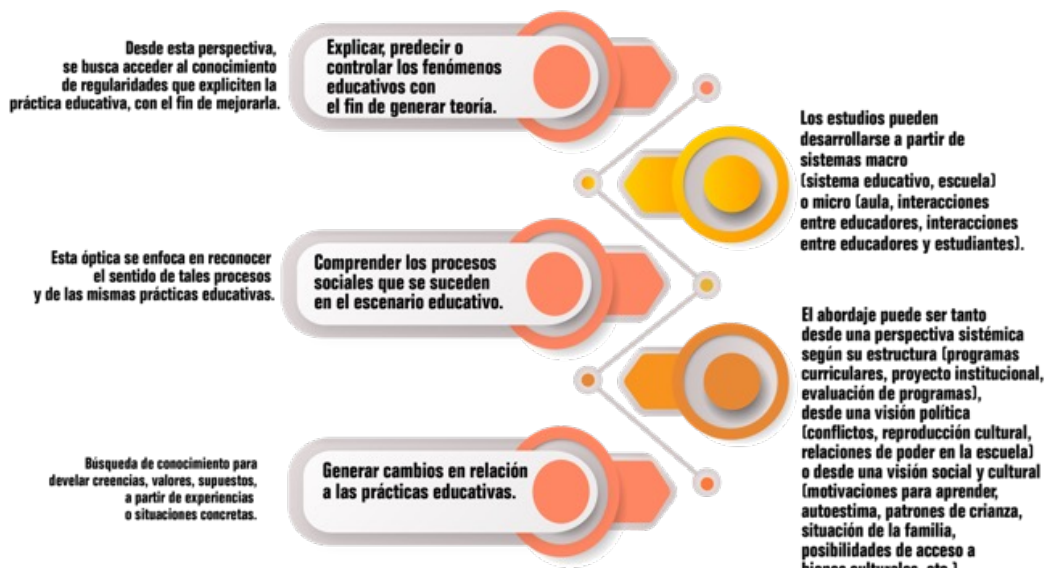 Desde esta perspectiva,
se busca acceder al conocimiento
de regularidades que expliciten la
práctica educativa, con el fin de mejorarla.
Explicar, predecir o
controlar los fenómenos
educativos con
el fin de generar teoría.
Los estudios pueden
desarrollarse a partir de
sistemas macro
(sistema educativo, escuela)
o micro (aula, interacciones
entre educadores, interacciones
entre educadores y estudiantes).
Esta óptica se enfoca en reconocer
el sentido de tales procesos
y de las mismas prácticas educativas.
Comprender los procesos
sociales que se suceden
en el escenario educativo.
El abordaje puede ser tanto
desde una perspectiva sistémica
según su estructura (programas
curriculares, proyecto institucional,
evaluación de programas),
desde una visión política
(conflictos, reproducción cultural,
relaciones de poder en la escuela)
o desde una visión social y cultural
(motivaciones para aprender,
autoestima, patrones de crianza,
situación de la familia,
posibilidades de acceso a
bienes culturales, etc.)
Búsqueda de conocimiento para
develar creencias, valores, supuestos,
a partir de experiencias
o situaciones concretas.
Generar cambios en relación
a las prácticas educativas.